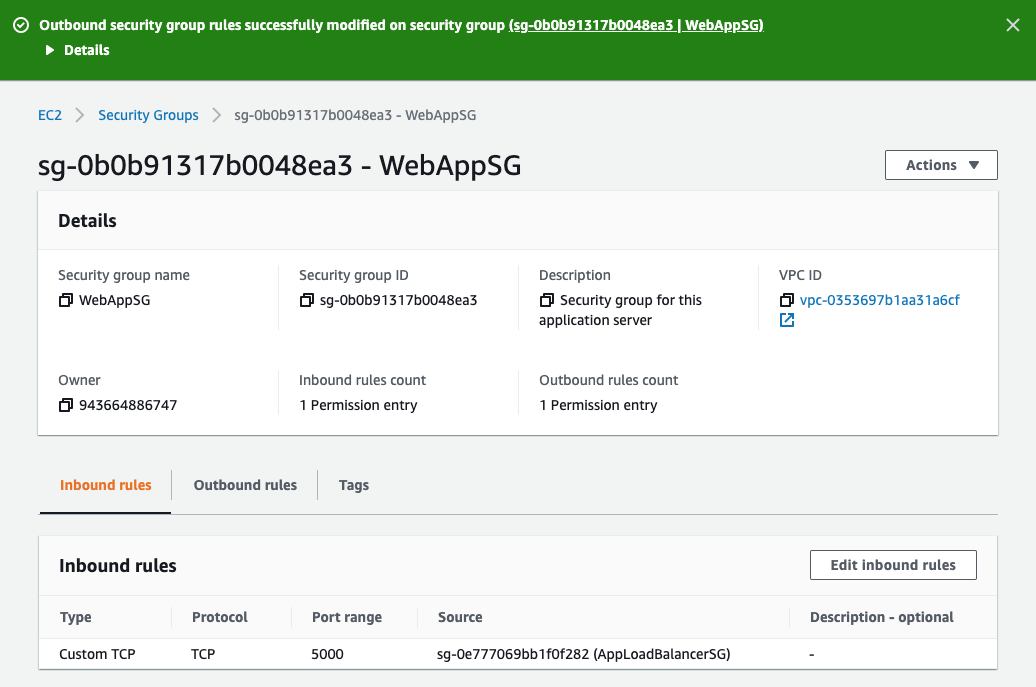 Outbound security group rules successfully modified on security group (sg-0b0b91317b0048ea3 | WebAppSG)
Details
EC2 Security Groups sg-0b0b91317b0048ea3 - WebAppSG
sg-0b0b91317b0048ea3 - WebAppSG
Actions
Details
Security group name Security group ID Description VPC ID
WebAppSG sg-0b0b91317b0048ea3 Security group for this vpc-0353697b1aa31a6cf
application server
Owner Inbound rules count Outbound rules count
943664886747 1 Permission entry 1 Permission entry
Inbound rules Outbound rules Tags
Inbound rules Edit inbound rules
Type Protocol Port range Source Description - optional
Custom TCP TCP 5000 sg-0e777069bb1f0f282 (AppLoadBalancerSG) -